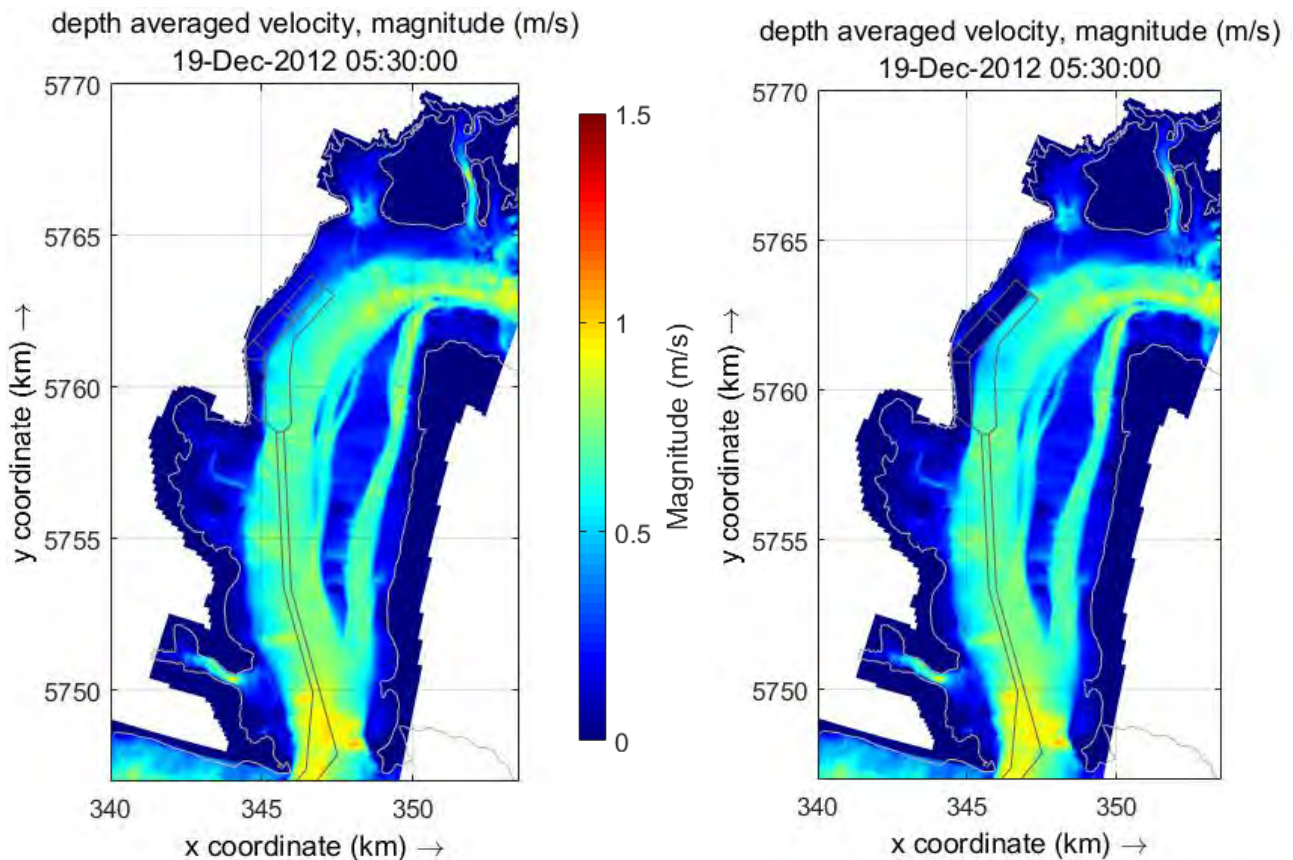 depth averaged velocity, magnitude (m/s)
19-Dec-2012 05:30:00
5770
5765
5760
5755
5750
y coordinate (km) →
340
345
350
x coordinate (km) →
1.5
1
0.5
0
Magnitude (m/s)
depth averaged velocity, magnitude (m/s)
19-Dec-2012 05:30:00
5770
5765
5760
5755
5750
y coordinate (km) →
340
345
350
x coordinate (km) →